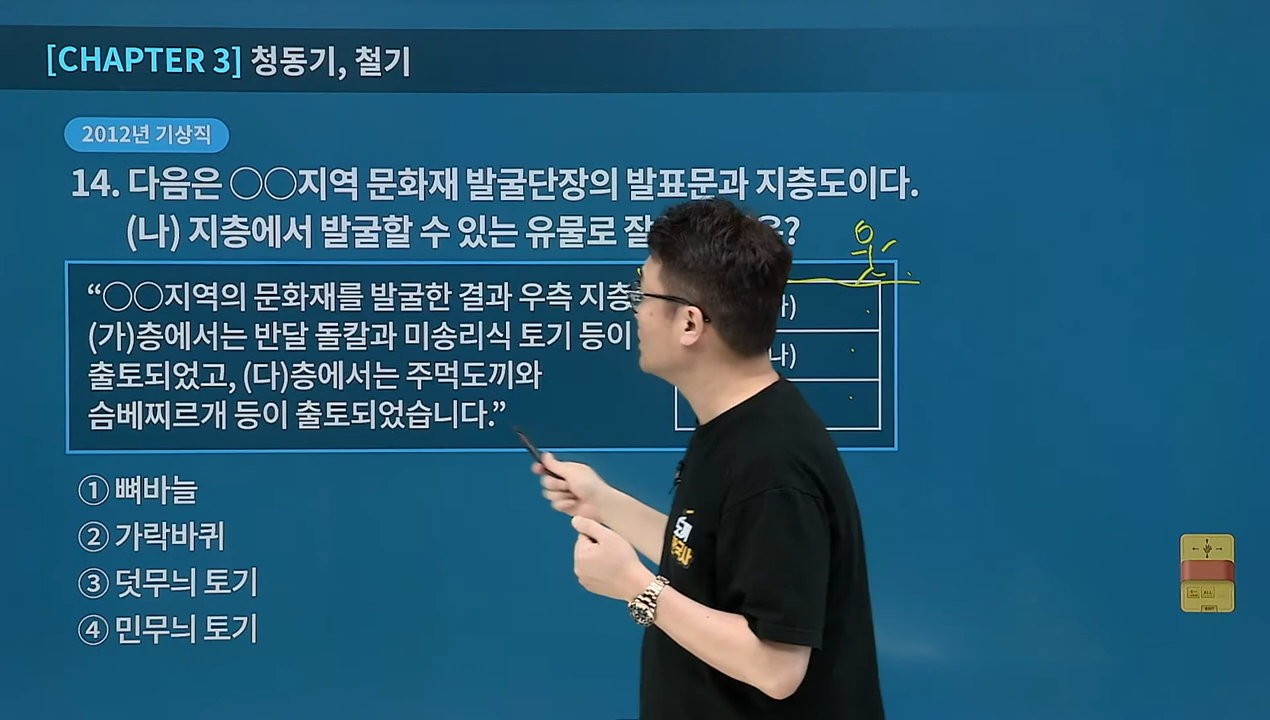 [CHAPTER 3] 청동기, 철기
2012년 기상직
14. 다음은 ○○지역 문화재 발굴단장의 발표문과 지층도이다.
(나) 지층에서 발굴할 수 있는 유물로 잘 ?
“○○지역의 문화재를 발굴한 결과 우측 지층
(가)층에서는 반달 돌칼과 미송리식 토기 등이
나)
출토되었고, (다)층에서는 주먹도끼와
슴베찌르개 등이 출토되었습니다.”
① 뼈바늘
② 가락바퀴
③ 덧무늬 토기
④ 민무늬 토기
ALL
EXIT